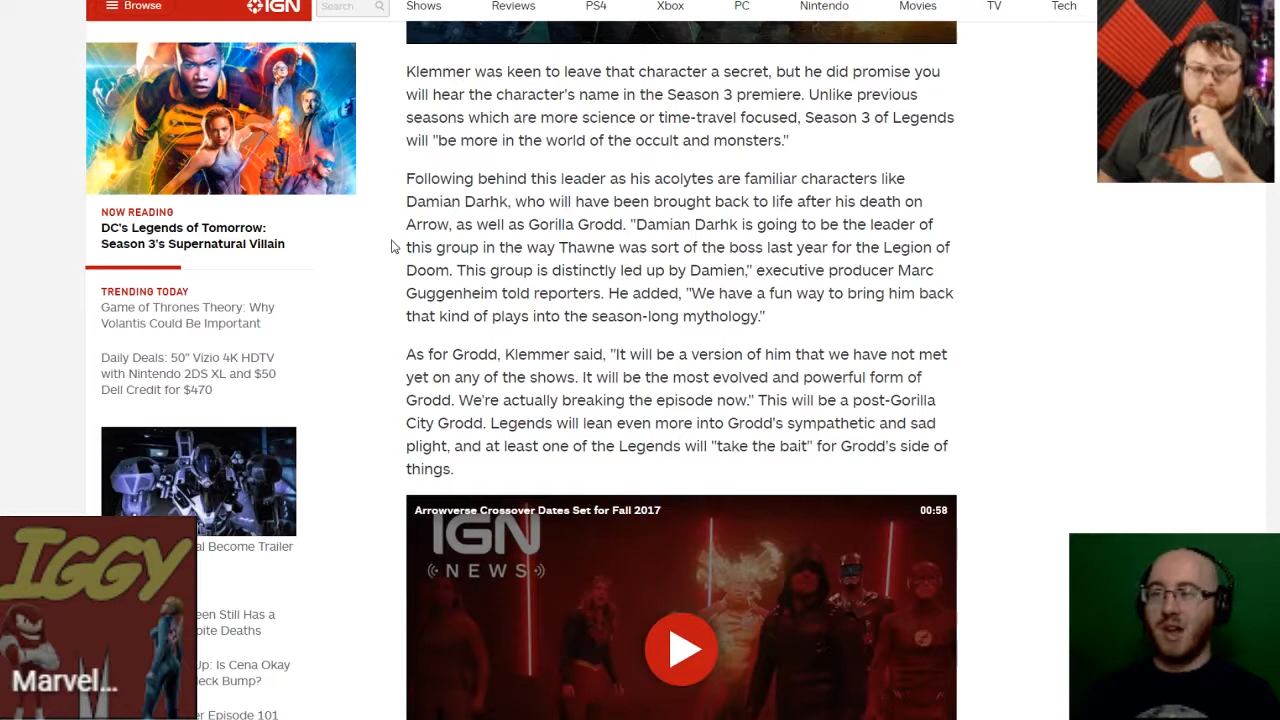 Browse
IGN
Search
Shows
Reviews
PS4
Xbox
PC
Nintendo
Movies
TV
Tech
NOW READING
DC's Legends of Tomorrow:
Season 3's Supernatural Villain
TRENDING TODAY
Game of Thrones Theory: Why
Volantis Could Be Important
Daily Deals: 50" Vizio 4K HDTV
with Nintendo 2DS XL and $50
Dell Credit for $470
al Become Trailer
een Still Has a
pite Deaths
Up: Is Cena Okay
eck Bump?
er Episode 101
Klemmer was keen to leave that character a secret, but he did promise you
will hear the character's name in the Season 3 premiere. Unlike previous
seasons which are more science or time-travel focused, Season 3 of Legends
will "be more in the world of the occult and monsters."
Following behind this leader as his acolytes are familiar characters like
Damian Darhk, who will have been brought back to life after his death on
Arrow, as well as Gorilla Grodd. "Damian Darhk is going to be the leader of
this group in the way Thawne was sort of the boss last year for the Legion of
Doom. This group is distinctly led up by Damien," executive producer Marc
Guggenheim told reporters. He added, "We have a fun way to bring him back
that kind of plays into the season-long mythology."
As for Grodd, Klemmer said, "It will be a version of him that we have not met
yet on any of the shows. It will be the most evolved and powerful form of
Grodd. We're actually breaking the episode now." This will be a post-Gorilla
City Grodd. Legends will lean even more into Grodd's sympathetic and sad
plight, and at least one of the Legends will "take the bait" for Grodd's side of
things.
Arrowverse Crossover Dates Set for Fall 2017
00:58
IGN
NEWS
IGGY
Marvel...